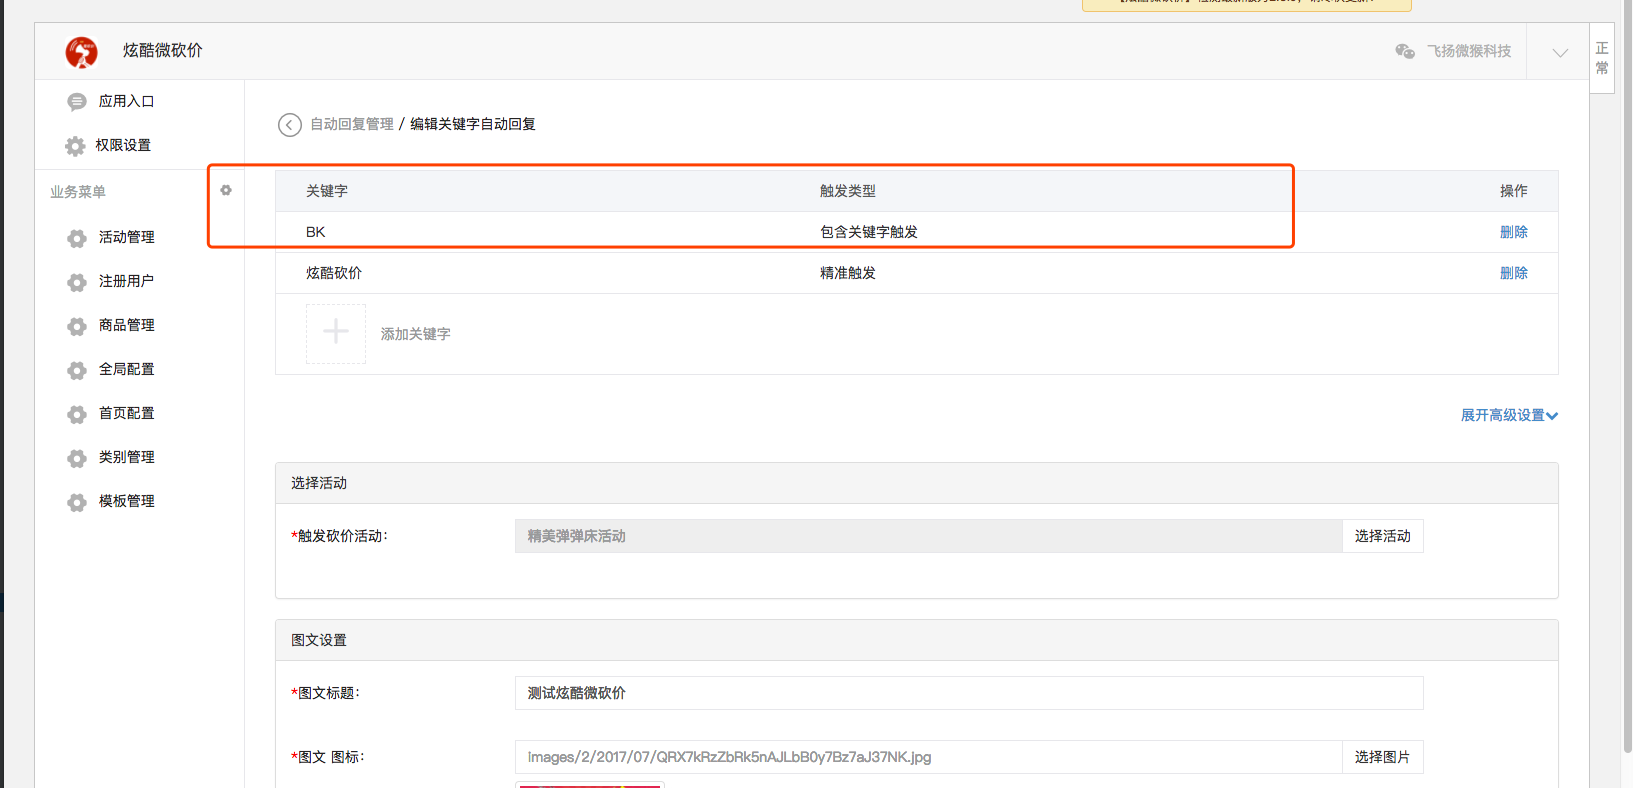 炫酷微砍价
飞扬微猴科技
正常
应用入口
权限设置
业务菜单
活动管理
注册用户
商品管理
全局配置
首页配置
类别管理
模板管理
自动回复管理 / 编辑关键字自动回复
关键字 触发类型 操作
BK 包含关键字触发 删除
炫酷砍价 精准触发 删除
添加关键字
展开高级设置
选择活动
*触发砍价活动： 精美弹弹床活动 选择活动
图文设置
*图文标题： 测试炫酷微砍价
*图文 图标： images/2/2017/07/QRX7kRzZbRk5nAJLbB0y7Bz7aJ37NK.jpg 选择图片